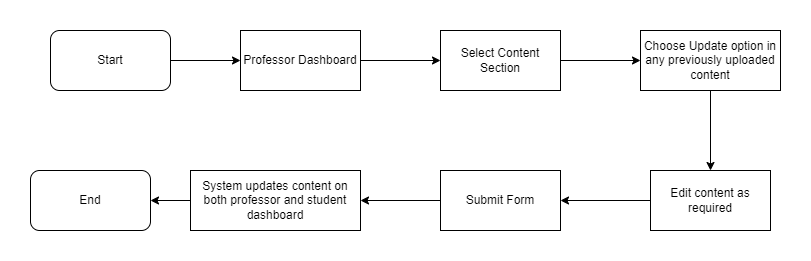 Start
Professor Dashboard
Select Content
Section
Choose Update option in
any previously uploaded
content
End
System updates content on
both professor and student
dashboard
Submit Form
Edit content as
required